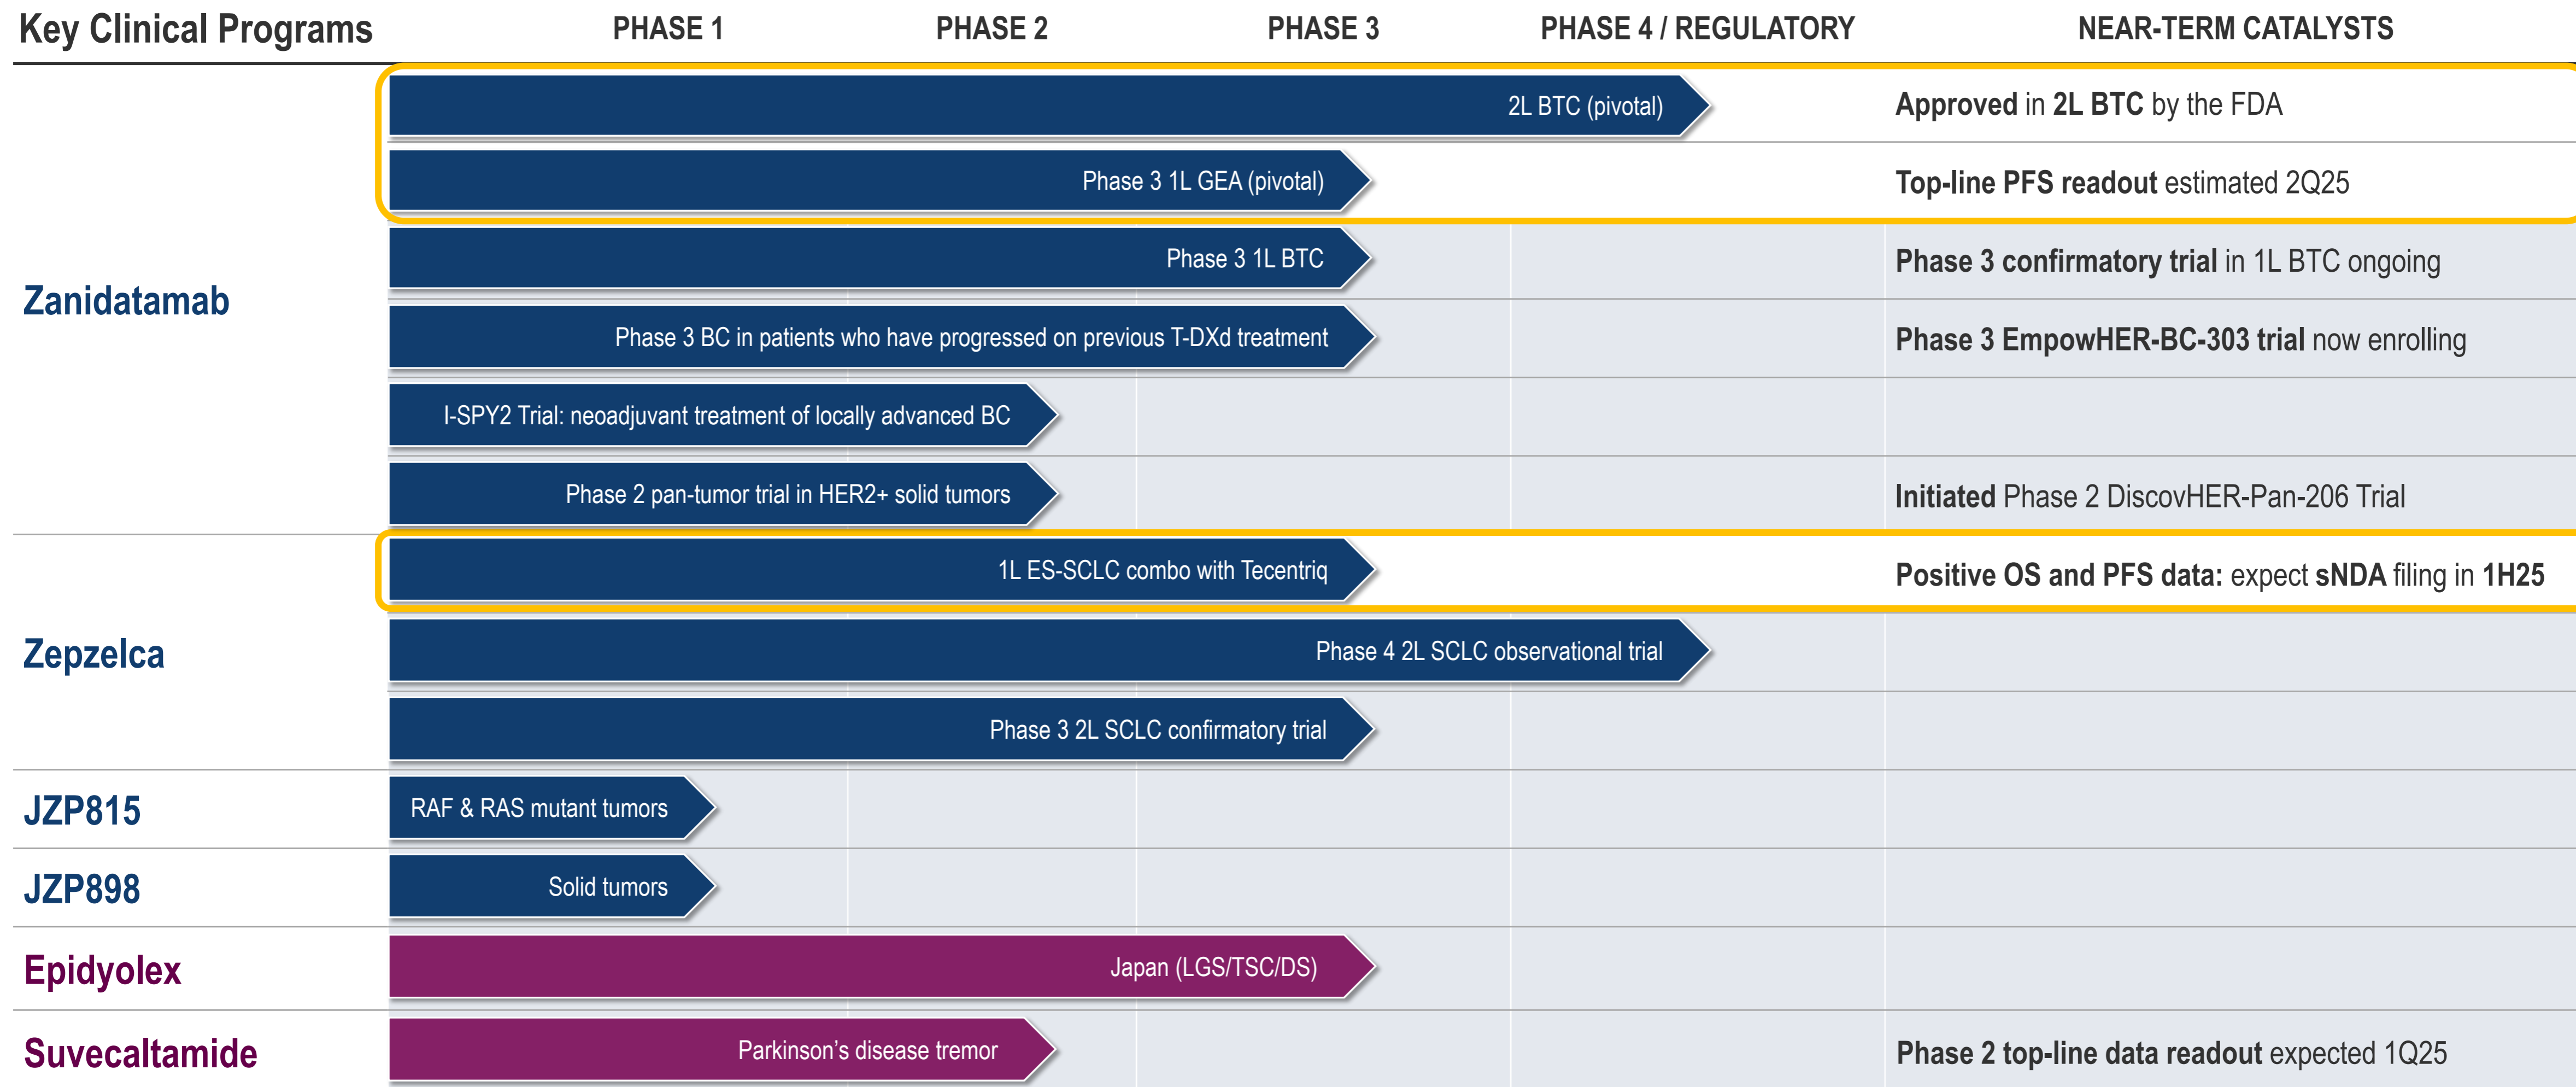 Key Clinical Programs
PHASE 1
PHASE 2
PHASE 3
PHASE 4 / REGULATORY
NEAR-TERM CATALYSTS
Zanidatamab
2L BTC (pivotal)
Approved in 2L BTC by the FDA
Phase 3 1L GEA (pivotal)
Top-line PFS readout estimated 2Q25
Phase 3 1L BTC
Phase 3 confirmatory trial in 1L BTC ongoing
Phase 3 BC in patients who have progressed on previous T-DXd treatment
Phase 3 EmpowHER-BC-303 trial now enrolling
I-SPY2 Trial: neoadjuvant treatment of locally advanced BC
Phase 2 pan-tumor trial in HER2+ solid tumors
Initiated Phase 2 DiscovHER-Pan-206 Trial
Zepzelca
1L ES-SCLC combo with Tecentriq
Positive OS and PFS data: expect sNDA filing in 1H25
Phase 4 2L SCLC observational trial
Phase 3 2L SCLC confirmatory trial
JZP815
RAF & RAS mutant tumors
JZP898
Solid tumors
Epidyolex
Japan (LGS/TSC/DS)
Suvecaltamide
Parkinson’s disease tremor
Phase 2 top-line data readout expected 1Q25